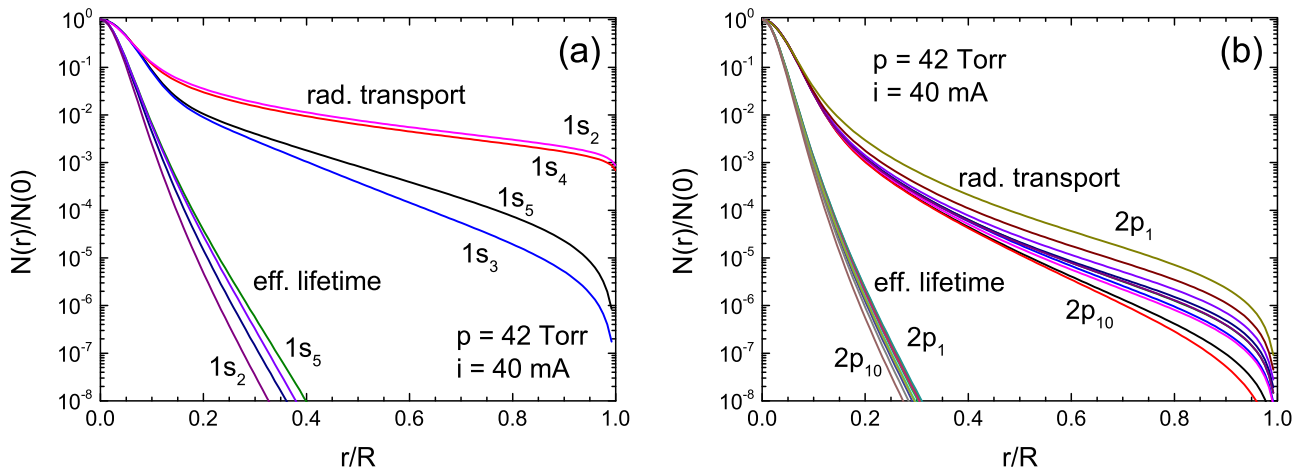 (a)
10⁰
10⁻¹
10⁻²
10⁻³
10⁻⁴
10⁻⁵
10⁻⁶
10⁻⁷
10⁻⁸
N(r)/N(0)
rad. transport
1s₂
1s₄
1s₅
1s₃
eff. lifetime
1s₅
1s₂
p = 42 Torr
i = 40 mA
0.0 0.2 0.4 0.6 0.8 1.0
r/R
(b)
10⁰
10⁻¹
10⁻²
10⁻³
10⁻⁴
10⁻⁵
10⁻⁶
10⁻⁷
10⁻⁸
N(r)/N(0)
p = 42 Torr
i = 40 mA
rad. transport
2p₁
eff. lifetime
2p₁₀
2p₁
2p₁₀
0.0 0.2 0.4 0.6 0.8 1.0
r/R